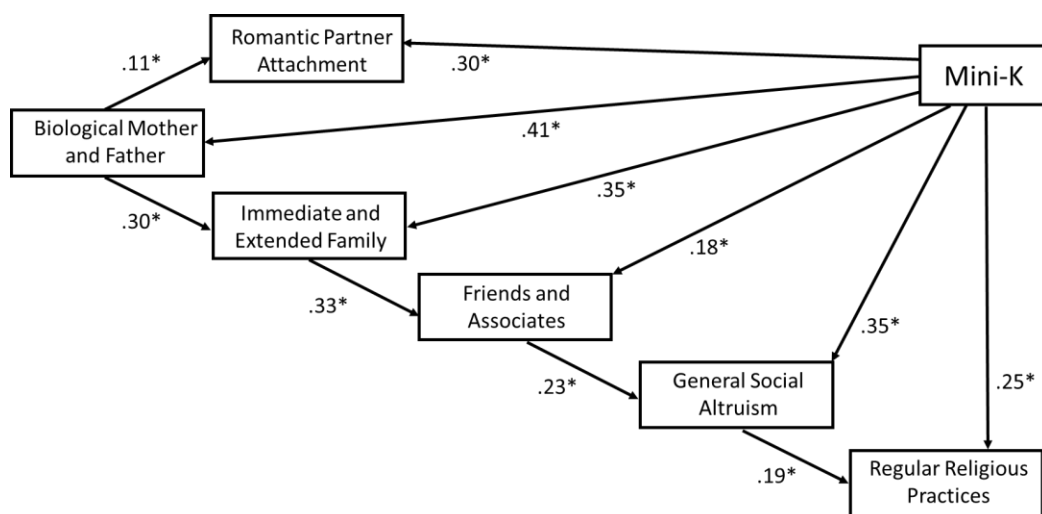 Romantic Partner
Attachment
.11*
.30*
Mini-K
Biological Mother
and Father
.41*
.30*
Immediate and
Extended Family
.35*
.33*
Friends and
Associates
.18*
.23*
General Social
Altruism
.35*
.25*
.19*
Regular Religious
Practices